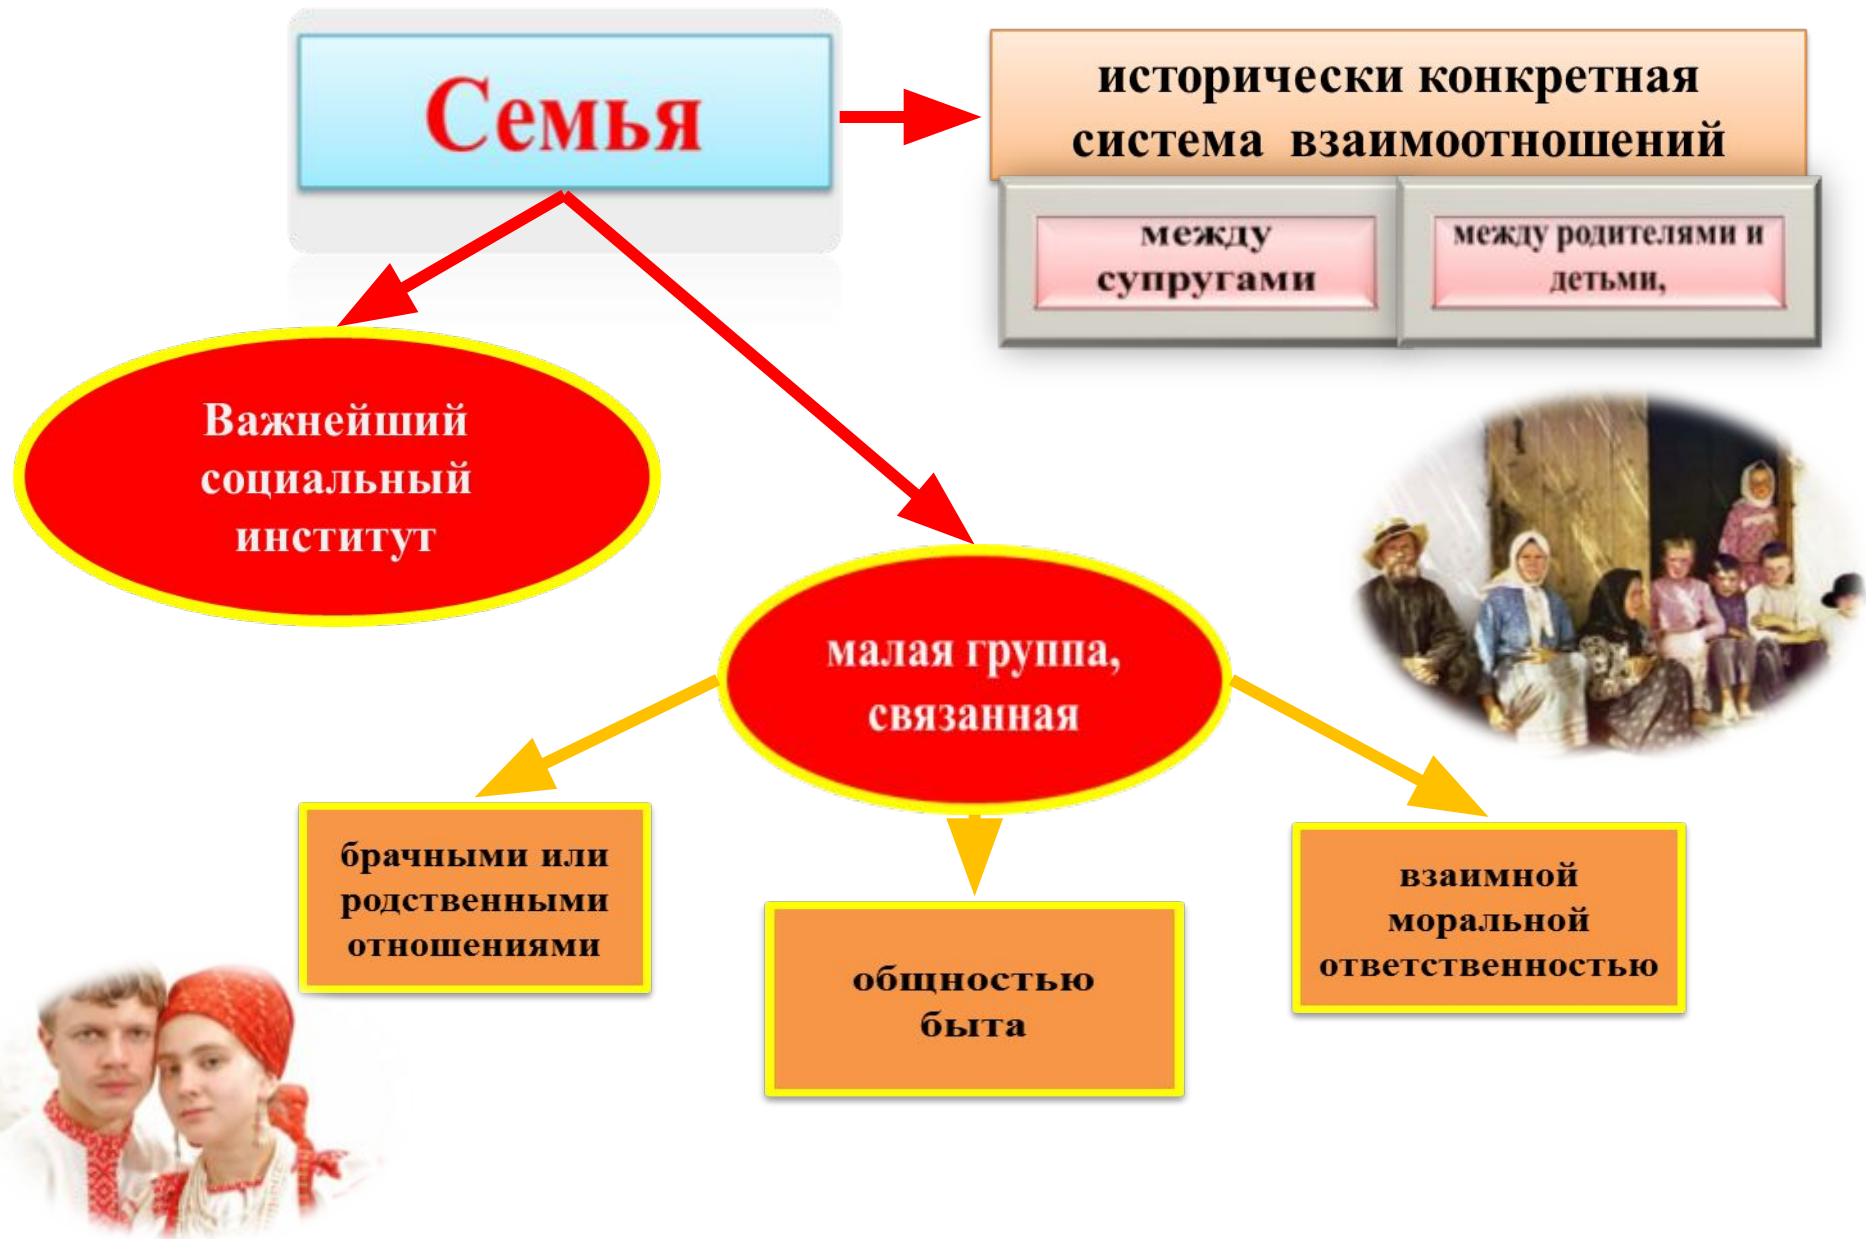 Семья
исторически конкретная
система взаимоотношений
между
супругами
между родителями и
детьми,
Важнейший
социальный
институт
малая группа,
связанная
брачными или
родственными
отношениями
общностью
быта
взаимной
моральной
ответственностью